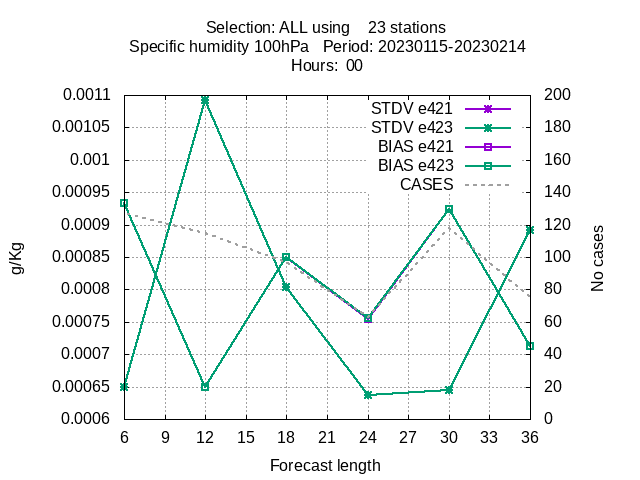 Selection: ALL using    23 stations
Specific humidity 100hPa   Period: 20230115-20230214
Hours:  00
0.0011
0.00105
0.001
0.00095
0.0009
0.00085
0.0008
0.00075
0.0007
0.00065
0.0006
g/Kg
STDV e421
STDV e423
BIAS e421
BIAS e423
CASES
200
180
160
140
120
100
80
60
40
20
0
No cases
6 9 12 15 18 21 24 27 30 33 36
Forecast length